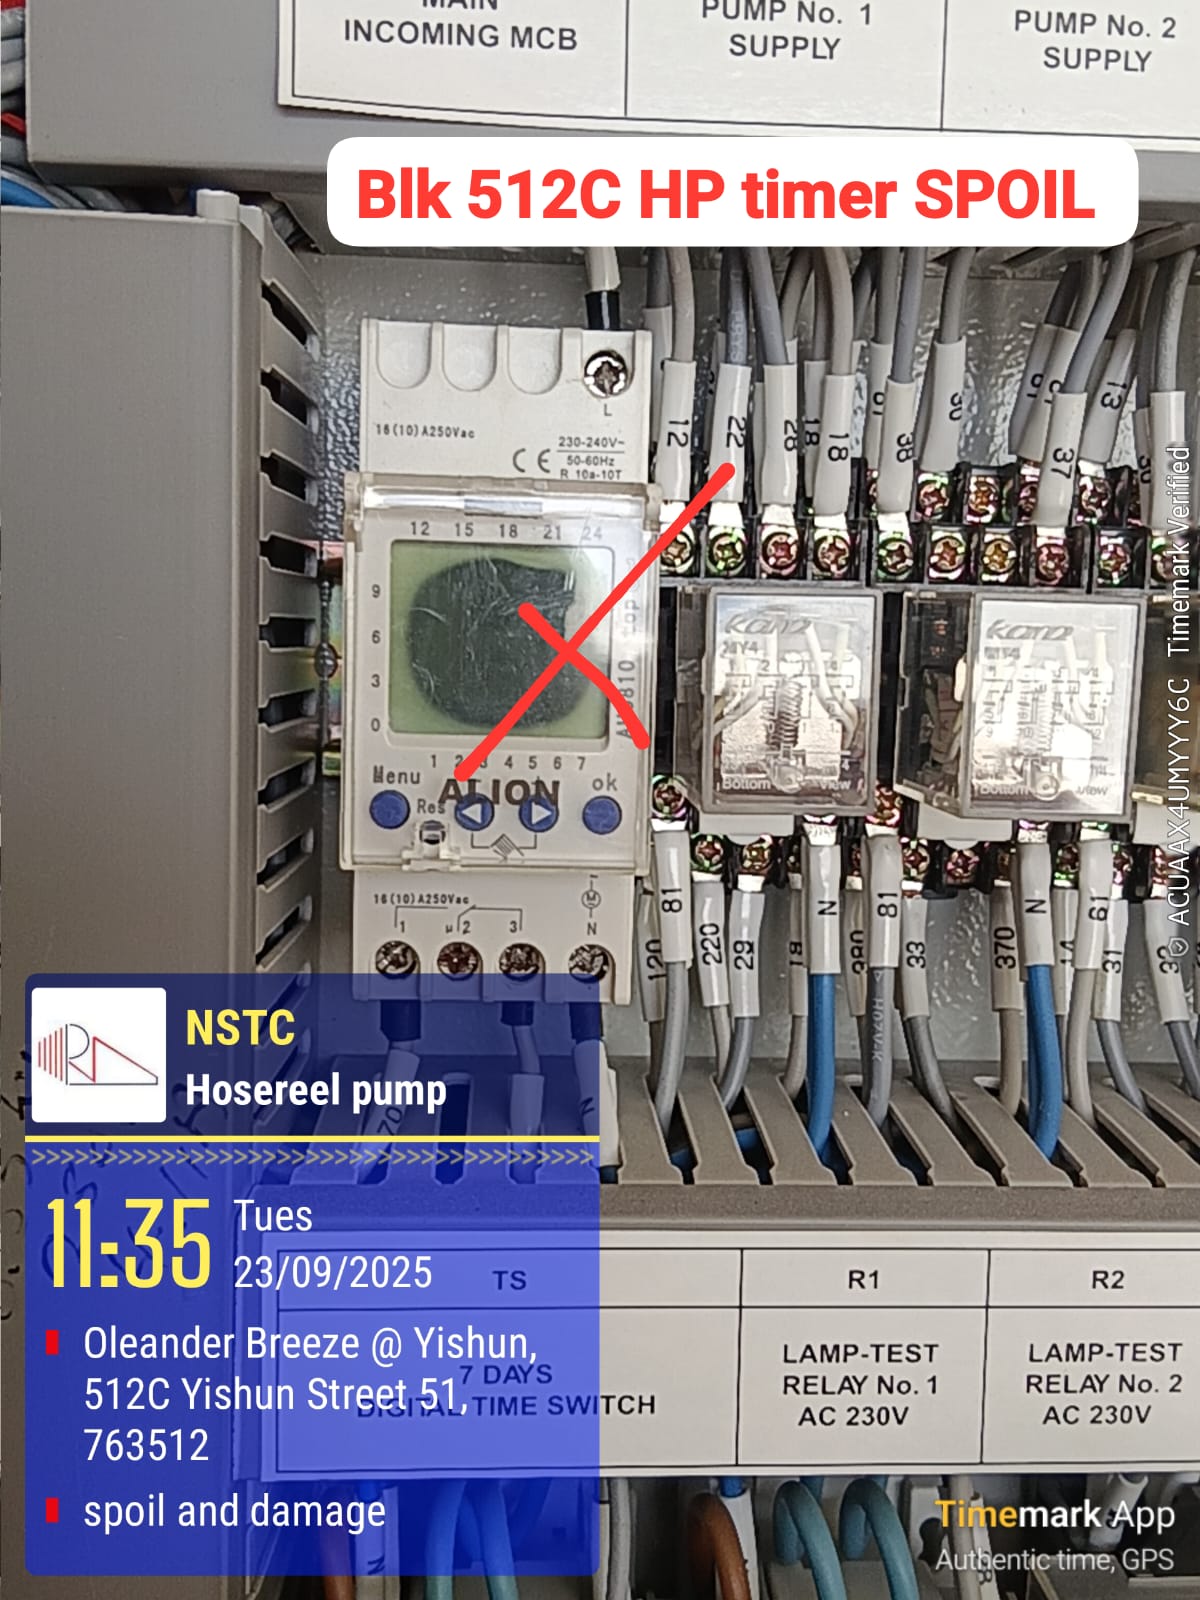 INCOMING MCB
PUMP No. 1
SUPPLY
PUMP No. 2
SUPPLY
Blk 512C HP timer SPOIL
L
16(10)A250Vac
CE
230-240V~
50-60Hz
R 10a-10T
12 15 18 21 24
9
6
3
0
1 2 3 4 5 6 7
Menu
ok
Res
ALION
16(10)A250Vac
1 2 3
M
N
12
22
28
18
18
38
37
13
Bottom View
Bottom View
120
81
220
29
N
81
33
370
N
31
NSTC
Hosereel pump
11:35
Tues
23/09/2025
Oleander Breeze @ Yishun,
512C Yishun Street 51,
763512
spoil and damage
TS
R1
R2
7 DAYS
DIGITAL TIME SWITCH
LAMP-TEST
RELAY No. 1
AC 230V
LAMP-TEST
RELAY No. 2
AC 230V
ACUAAX4UMYYY6C Timemark Verified
Timemark App
Authentic time, GPS